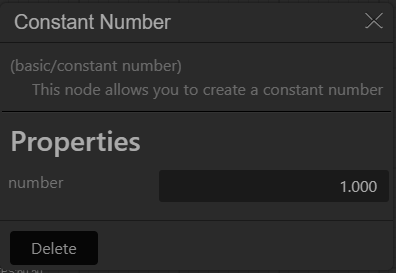 Constant Number
(basic/constant number)
This node allows you to create a constant number
Properties
number
1.000
Delete